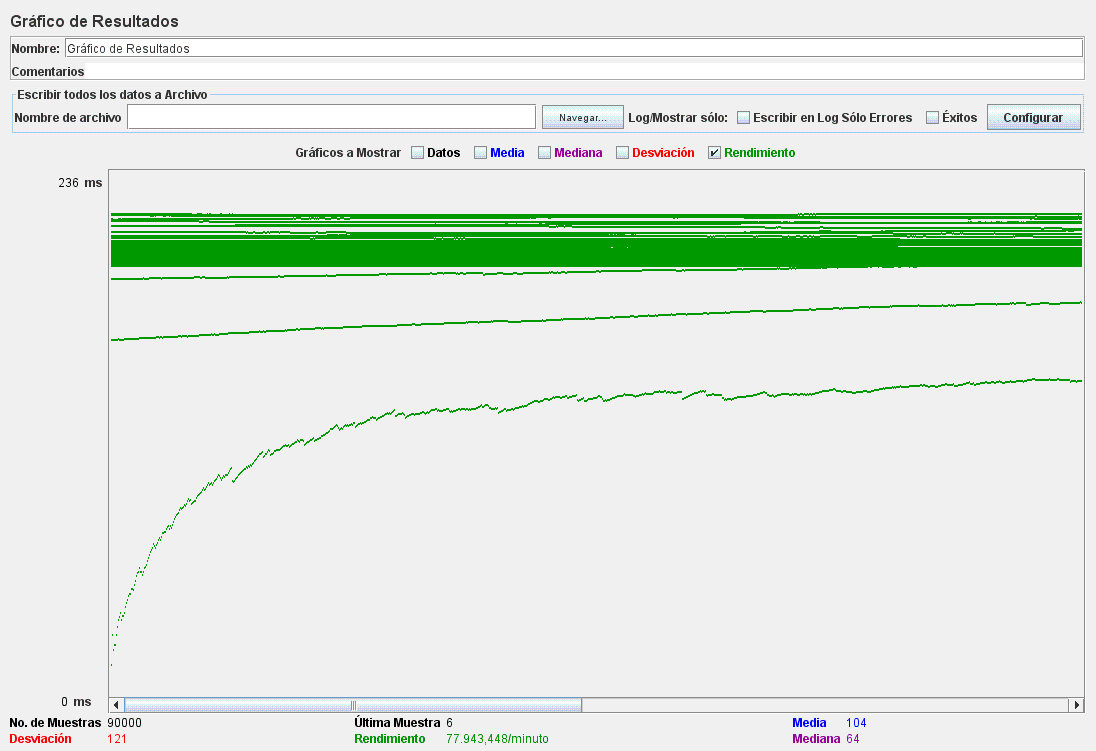 Gráfico de Resultados
Nombre: Gráfico de Resultados
Comentarios
Escribir todos los datos a Archivo
Nombre de archivo Navegar... Log/Mostrar sólo: Escribir en Log Sólo Errores Éxitos Configurar
Gráficos a Mostrar Datos Media Mediana Desviación Rendimiento
236 ms
0 ms
No. de Muestras 90000 Última Muestra 6 Media 104
Desviación 121 Rendimiento 77.943,448/minuto Mediana 64